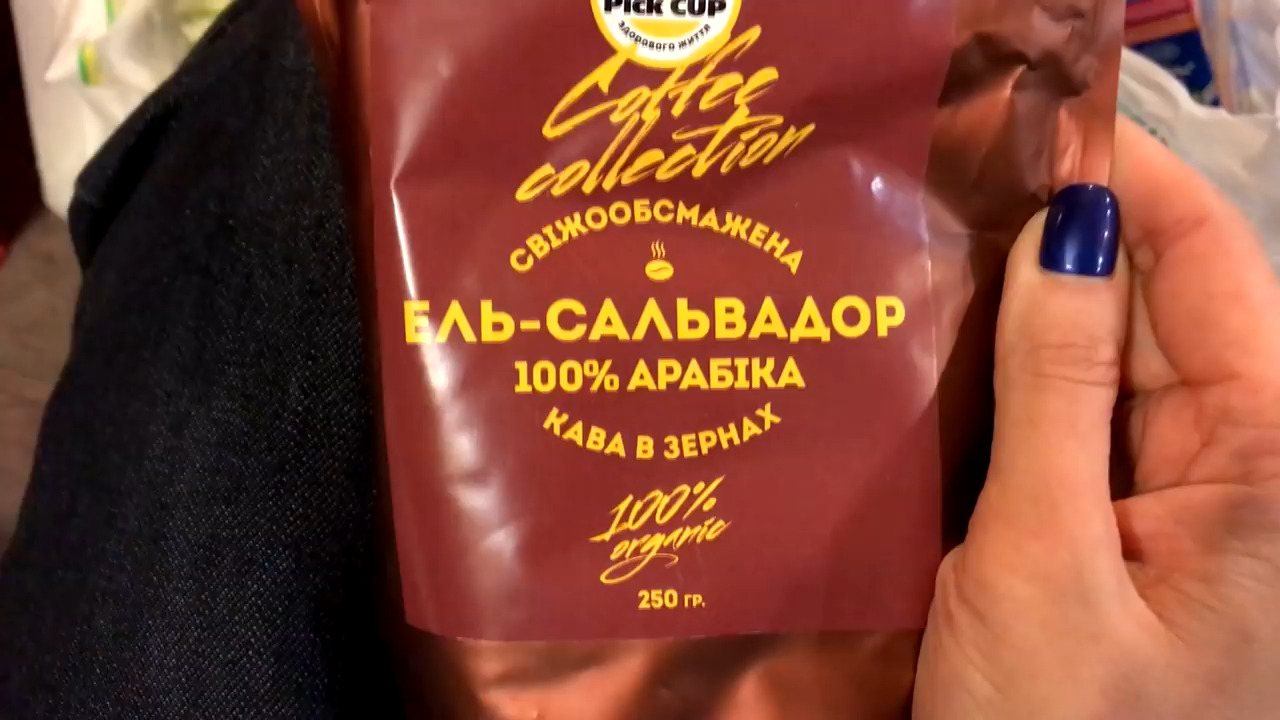 PiCK CUP
ЗДОРОВОГО ЖИТТЯ
Coffee
collection
СВІЖООБСМАЖЕНА
ЕЛЬ-САЛЬВАДОР
100% АРАБІКА
КАВА В ЗЕРНАХ
100%
organic
250 ГР.